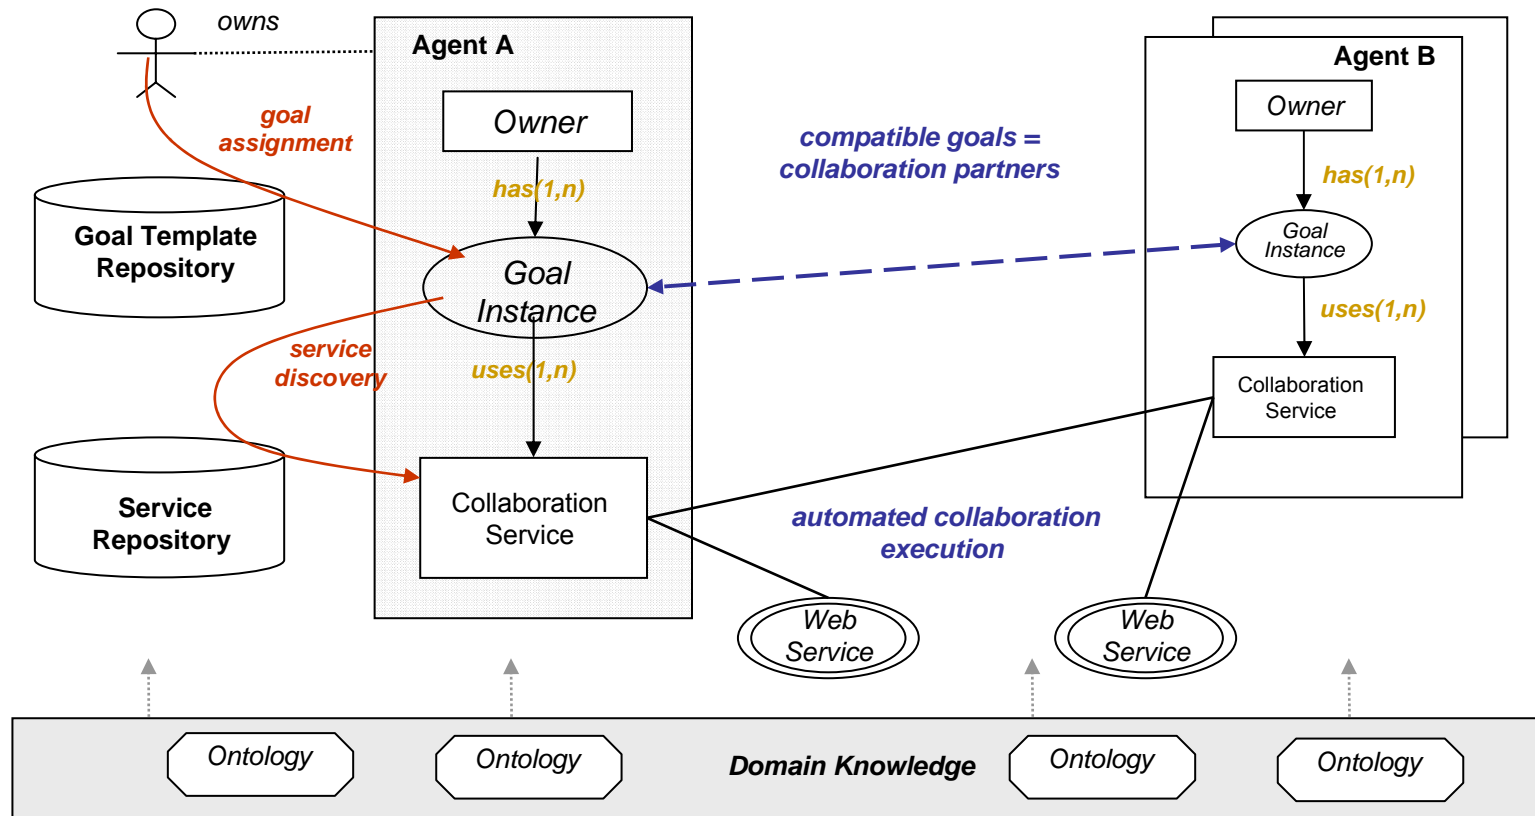 owns
Agent A
Agent B
Owner
Owner
goal
assignment
compatible goals =
collaboration partners
has(1,n)
has(1,n)
Goal Template
Repository
Goal
Instance
Goal
Instance
service
discovery
uses(1,n)
uses(1,n)
Collaboration
Service
Service
Repository
Collaboration
Service
automated collaboration
execution
Web
Service
Web
Service
Ontology
Ontology
Domain Knowledge
Ontology
Ontology